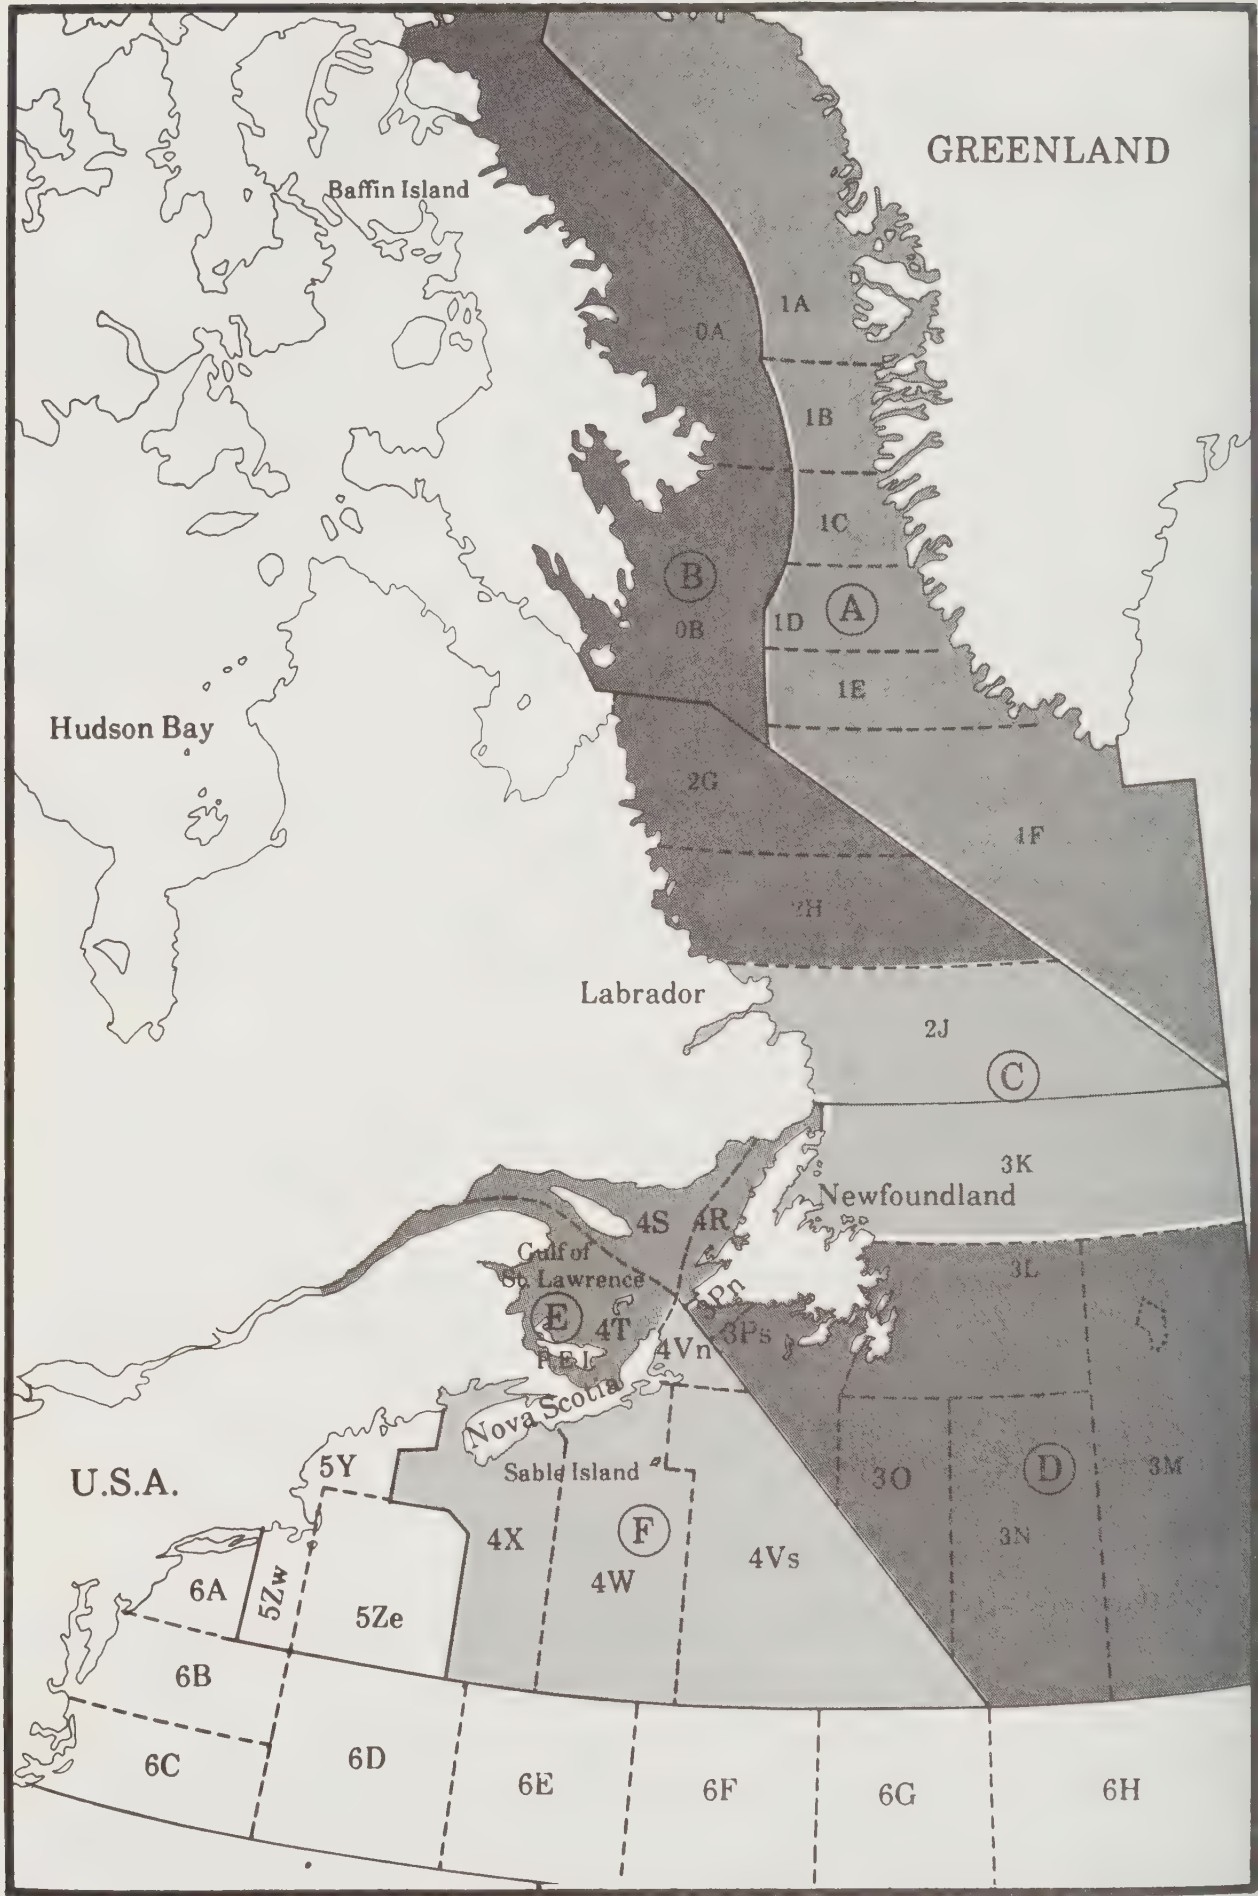 GREENLAND
Baffin Island
1A
0A
1B
1C
B
A
0B
1D
1E
Hudson Bay
2G
1F
2H
Labrador
2J
C
3K
Newfoundland
4S
4R
Gulf of
St. Lawrence
3L
3Pn
E
4T
3Ps
4Vn
P.E.I.
Nova Scotia
U.S.A.
5Y
Sable Island
3O
D
3M
4X
F
3N
4W
4Vs
6A
5Zw
5Ze
6B
6C
6D
6E
6F
6G
6H